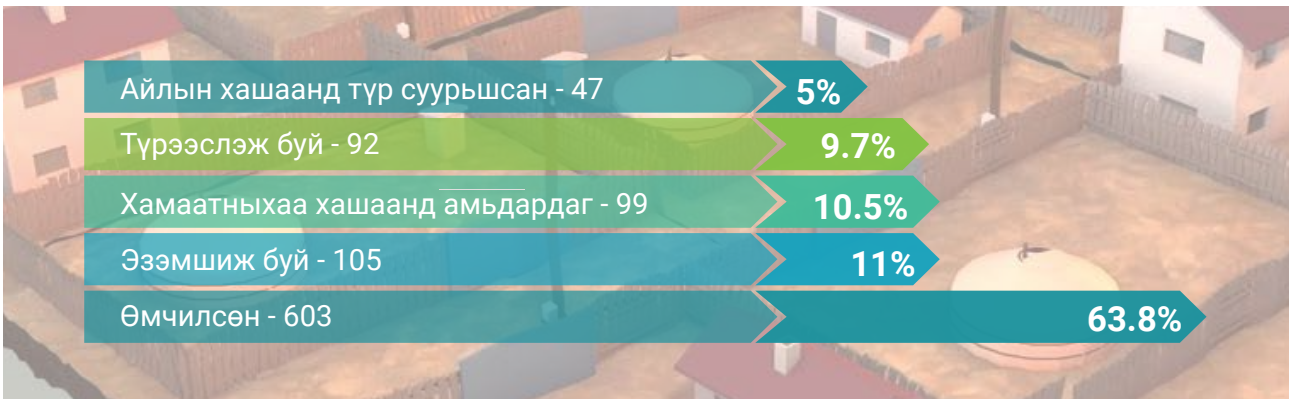 Айлын хашаанд түр суурьшсан - 47 5%
Түрээслэж буй - 92 9.7%
Хамаатныхаа хашаанд амьдардаг - 99 10.5%
Эзэмшиж буй - 105 11%
Өмчилсөн - 603 63.8%